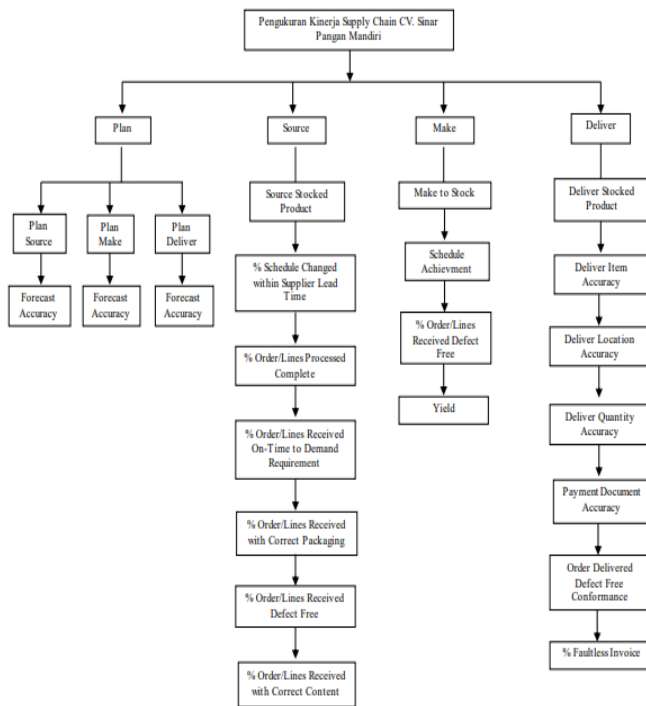 Pengukuran Kinerja Supply Chain CV. Sinar
Pangan Mandiri
Plan
Source
Make
Deliver
Plan
Source
Plan
Make
Plan
Deliver
Forecast
Accuracy
Forecast
Accuracy
Forecast
Accuracy
Source Stocked
Product
% Schedule Changed
within Supplier Lead
Time
% Order/Lines Processed
Complete
% Order/Lines Received
On-Time to Demand
Requirement
% Order/Lines Received
with Correct Packaging
% Order/Lines Received
Defect Free
% Order/Lines Received
with Correct Content
Make to Stock
Schedule
Achievment
% Order/Lines
Received Defect
Free
Yield
Deliver Stocked
Product
Deliver Item
Accuracy
Deliver Location
Accuracy
Deliver Quantity
Accuracy
Payment Document
Accuracy
Order Delivered
Defect Free
Conformance
% Faultless Invoice